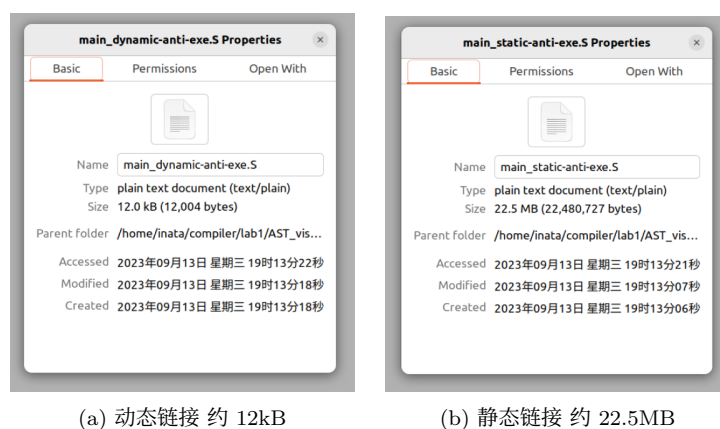 main_dynamic-anti-exe.S Properties
Basic Permissions Open With
Name main_dynamic-anti-exe.S
Type plain text document (text/plain)
Size 12.0 kB (12,004 bytes)
Parent folder /home/inata/compiler/lab1/AST_vis...
Accessed 2023年09月13日 星期三 19时13分22秒
Modified 2023年09月13日 星期三 19时13分18秒
Created 2023年09月13日 星期三 19时13分18秒
(a) 动态链接 约 12kB
main_static-anti-exe.S Properties
Basic Permissions Open With
Name main_static-anti-exe.S
Type plain text document (text/plain)
Size 22.5 MB (22,480,727 bytes)
Parent folder /home/inata/compiler/lab1/AST_vis...
Accessed 2023年09月13日 星期三 19时13分21秒
Modified 2023年09月13日 星期三 19时13分07秒
Created 2023年09月13日 星期三 19时13分06秒
(b) 静态链接 约 22.5MB